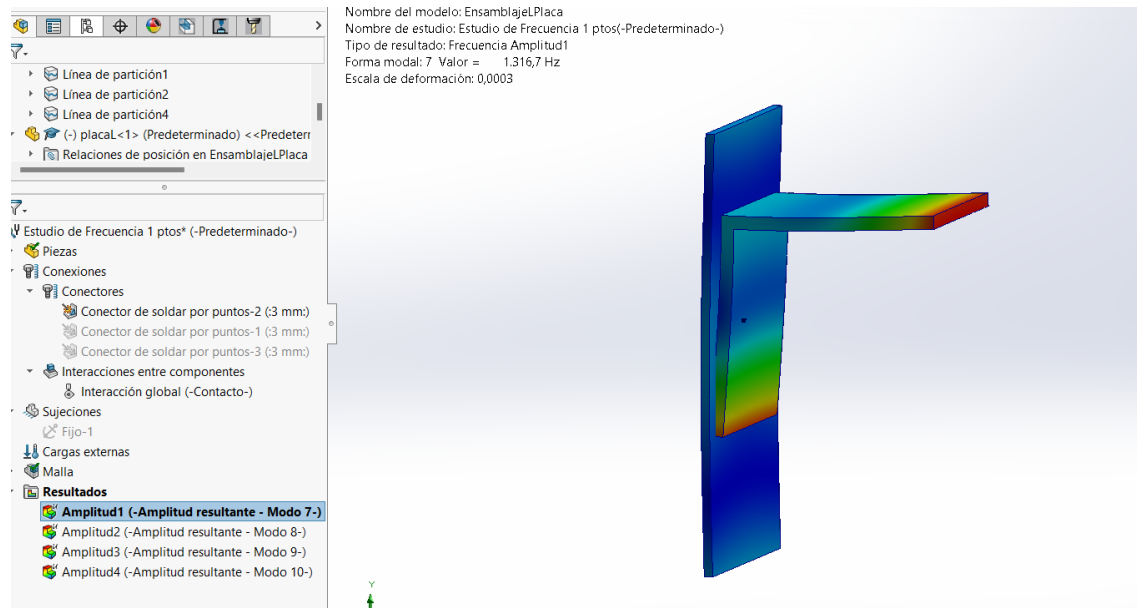 Nombre del modelo: EnsamblajeLPlaca
Nombre de estudio: Estudio de Frecuencia 1 ptos(-Predeterminado-)
Tipo de resultado: Frecuencia Amplitud1
Forma modal: 7 Valor = 1.316,7 Hz
Escala de deformación: 0,0003
Línea de partición1
Línea de partición2
Línea de partición4
(-) placaL<1> (Predeterminado) <<Predeterr
Relaciones de posición en EnsamblajeLPlaca
Estudio de Frecuencia 1 ptos* (-Predeterminado-)
Piezas
Conexiones
Conectores
Conector de soldar por puntos-2 (:3 mm:)
Conector de soldar por puntos-1 (:3 mm:)
Conector de soldar por puntos-3 (:3 mm:)
Interacciones entre componentes
Interacción global (-Contacto-)
Sujeciones
Fijo-1
Cargas externas
Malla
Resultados
Amplitud1 (-Amplitud resultante - Modo 7-)
Amplitud2 (-Amplitud resultante - Modo 8-)
Amplitud3 (-Amplitud resultante - Modo 9-)
Amplitud4 (-Amplitud resultante - Modo 10-)
Y